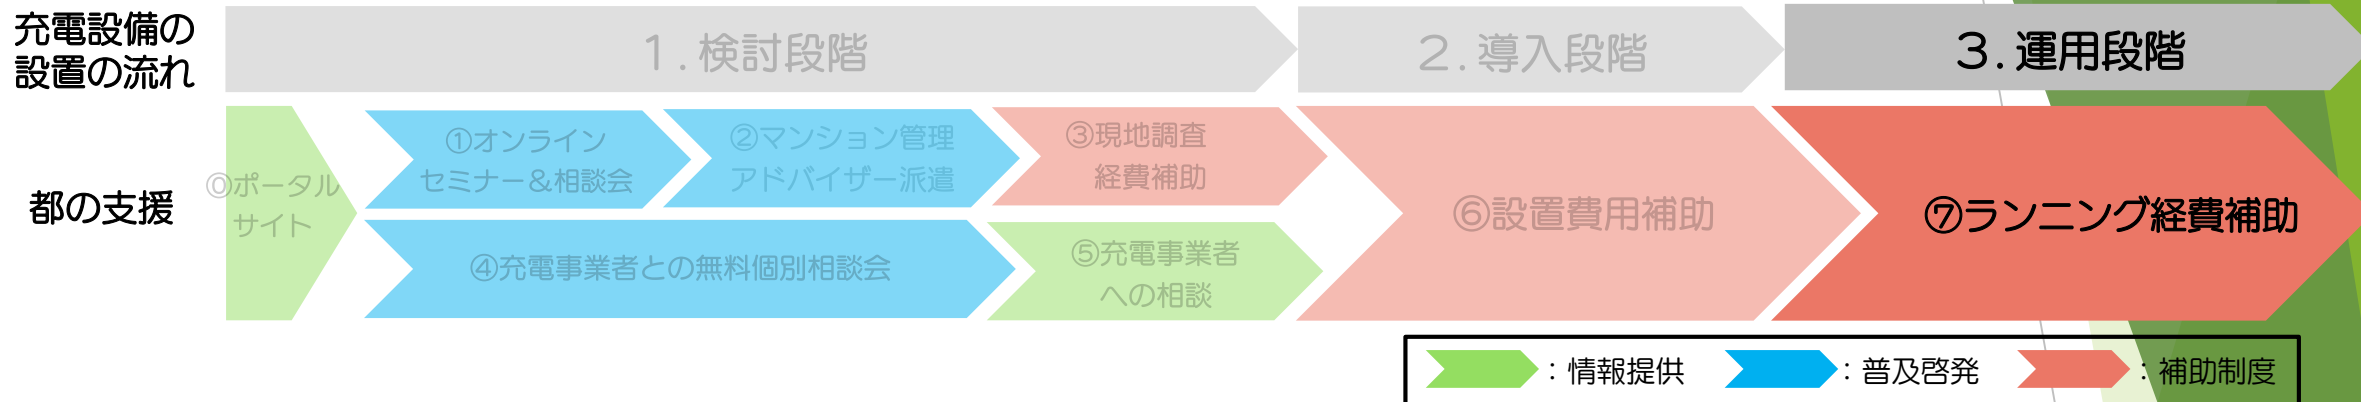 充電設備の
設置の流れ
1．検討段階
2．導入段階
3．運用段階
都の支援
⓪ポータル
サイト
①オンライン
セミナー＆相談会
②マンション管理
アドバイザー派遣
③現地調査
経費補助
④充電事業者との無料個別相談会
⑤充電事業者
への相談
⑥設置費用補助
⑦ランニング経費補助
：情報提供
：普及啓発
：補助制度